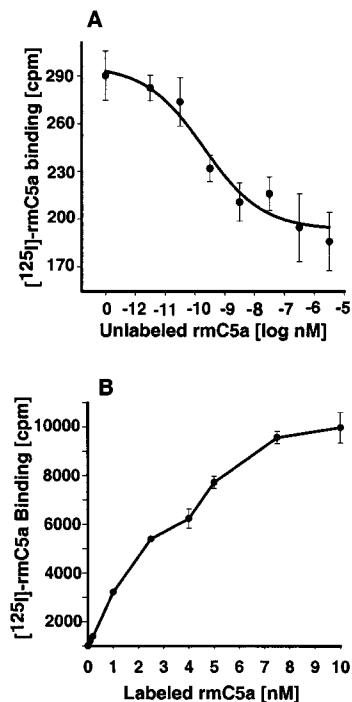 A
[125I]-rmC5a binding [cpm]
290
260
230
200
170
0 -12 -11 -10 -9 -8 -7 -6 -5
Unlabeled rmC5a [log nM]
B
[125I]-rmC5a Binding [cpm]
10000
8000
6000
4000
2000
0 1 2 3 4 5 6 7 8 9 10
Labeled rmC5a [nM]